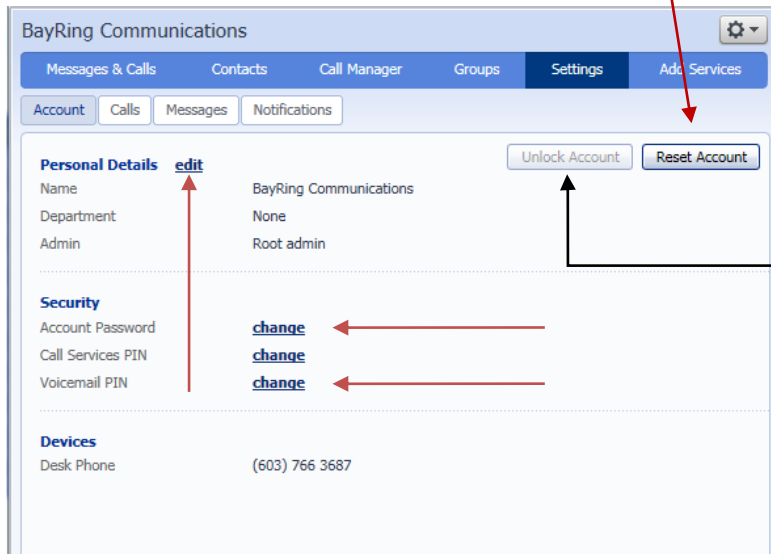 BayRing Communications
Messages & Calls Contacts Call Manager Groups Settings Add Services
Account Calls Messages Notifications
Unlock Account Reset Account
Personal Details edit
Name BayRing Communications
Department None
Admin Root admin
Security
Account Password change
Call Services PIN change
Voicemail PIN change
Devices
Desk Phone (603) 766 3687